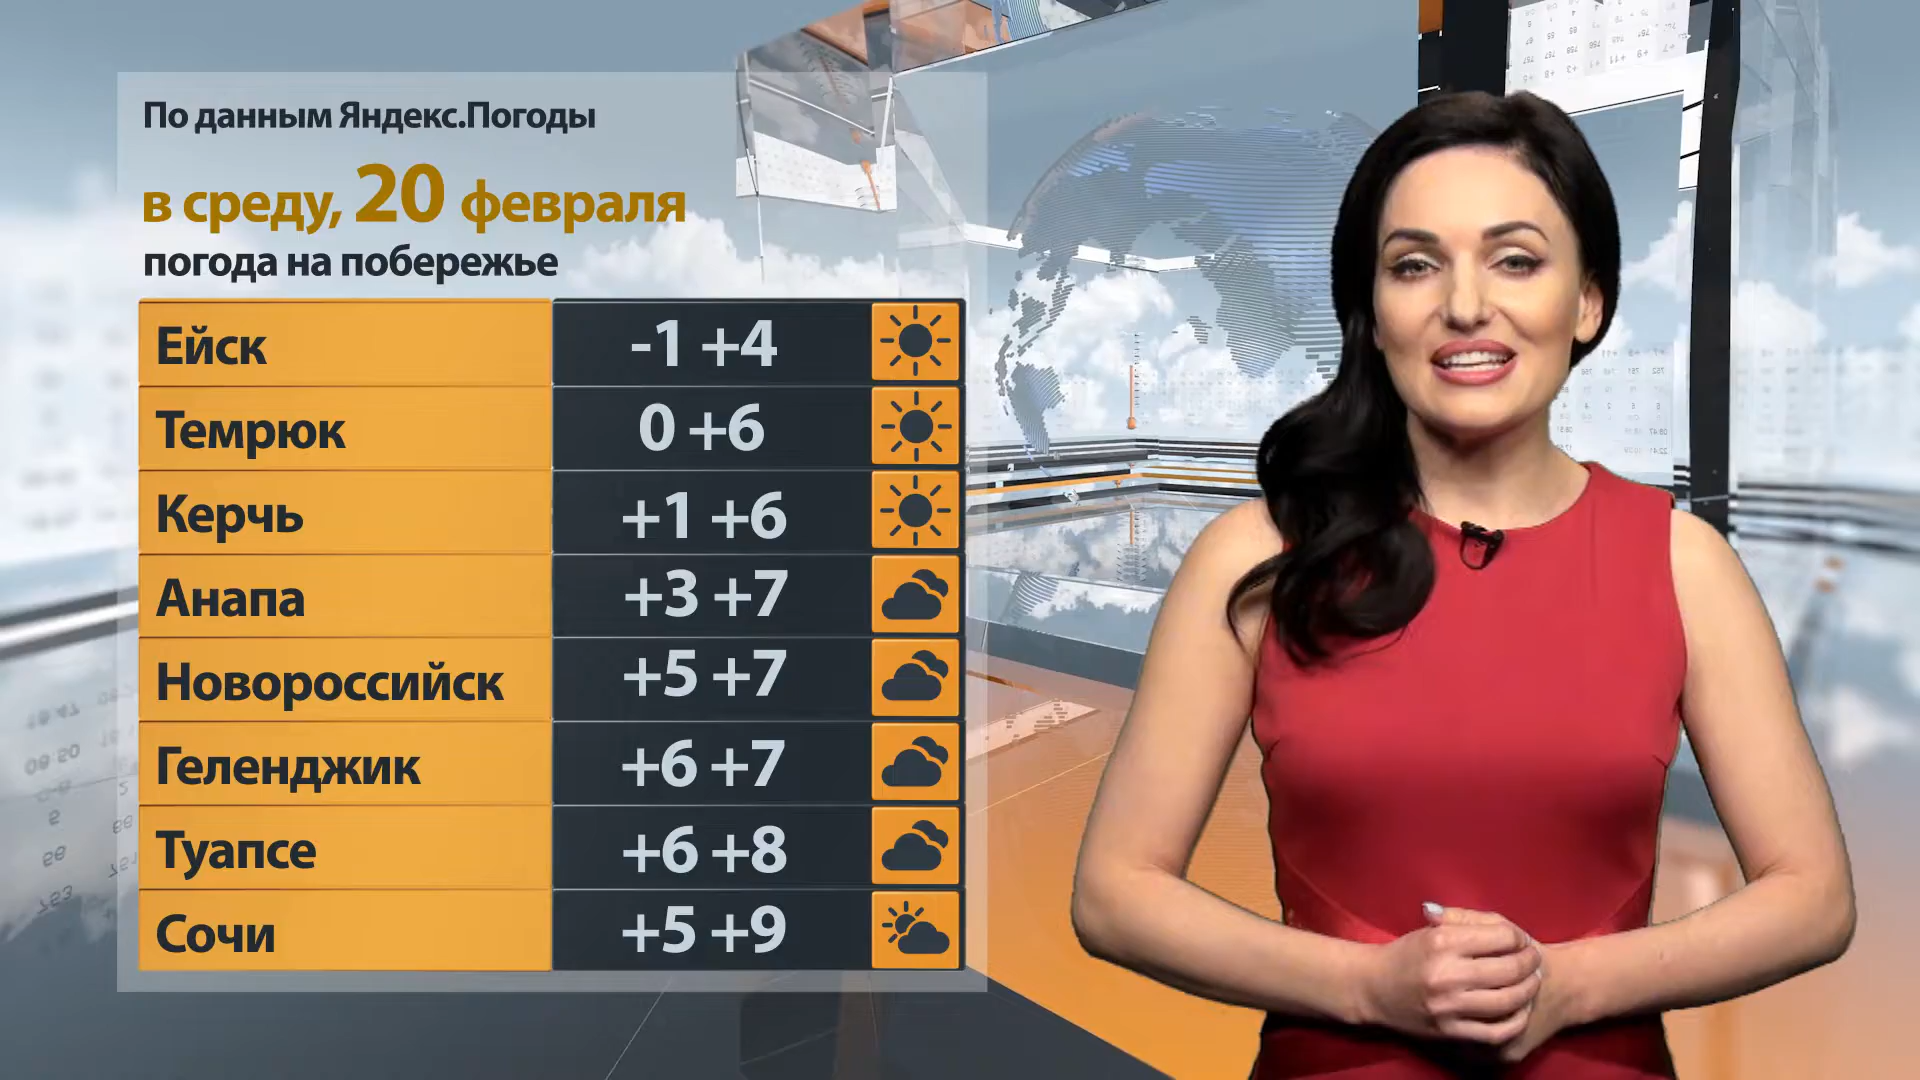 По данным Яндекс.Погоды
в среду, 20 февраля
погода на побережье
Ейск -1 +4
Темрюк 0 +6
Керчь +1 +6
Анапа +3 +7
Новороссийск +5 +7
Геленджик +6 +7
Туапсе +6 +8
Сочи +5 +9